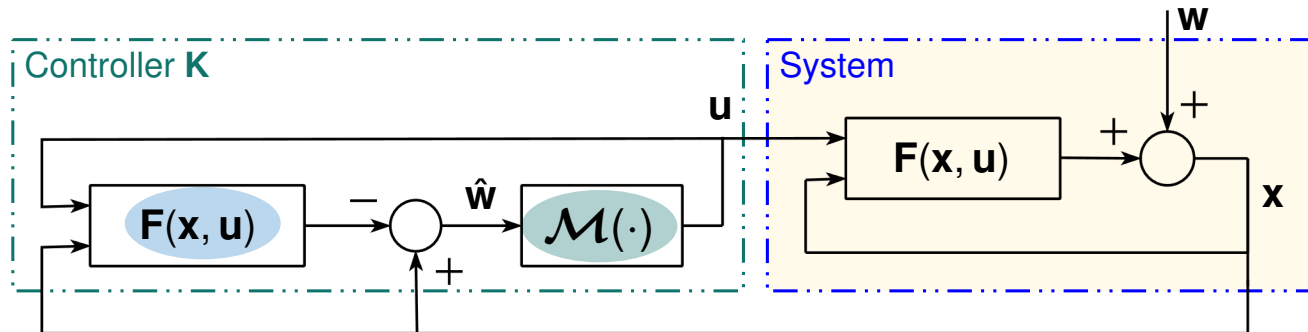 w
Controller K
System
u
+
+
F(x, u)
x
F(x, u)
−
ŵ
ℳ(·)
+